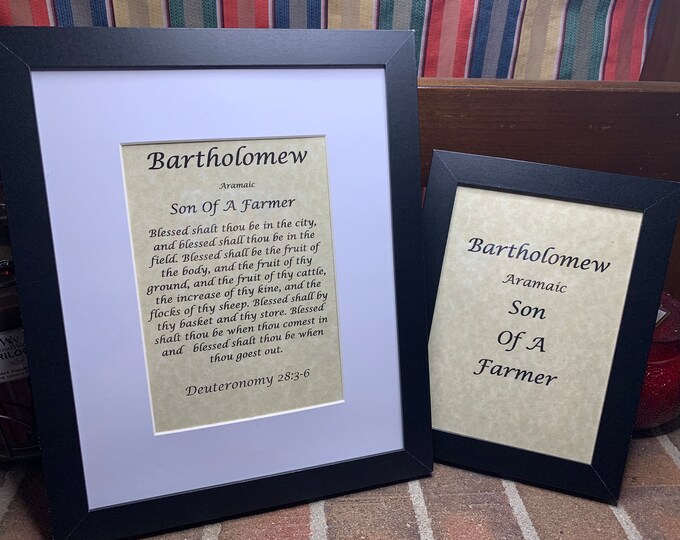 Bartholomew
Aramaic
Son Of A Farmer
Blessed shalt thou be in the city,
and blessed shall thou be in the
field. Blessed shall be the fruit of
the body, and the fruit of thy
ground, and the fruit of thy cattle,
the increase of thy kine, and the
flocks of thy sheep. Blessed shall by
thy basket and thy store. Blessed
shalt thou be when thou comest in
and blessed shalt thou be when
thou goest out.
Deuteronomy 28:3-6
Bartholomew
Aramaic
Son
Of A
Farmer